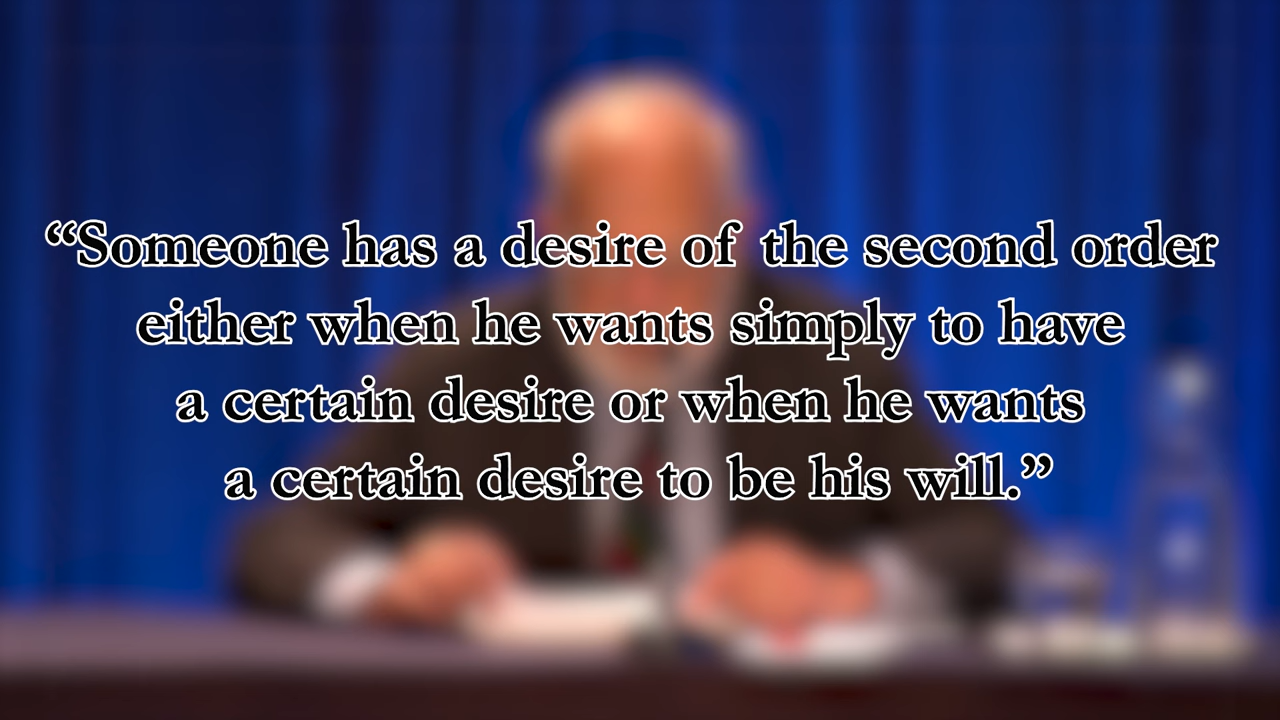 “Someone has a desire of the second order
either when he wants simply to have
a certain desire or when he wants
a certain desire to be his will.”